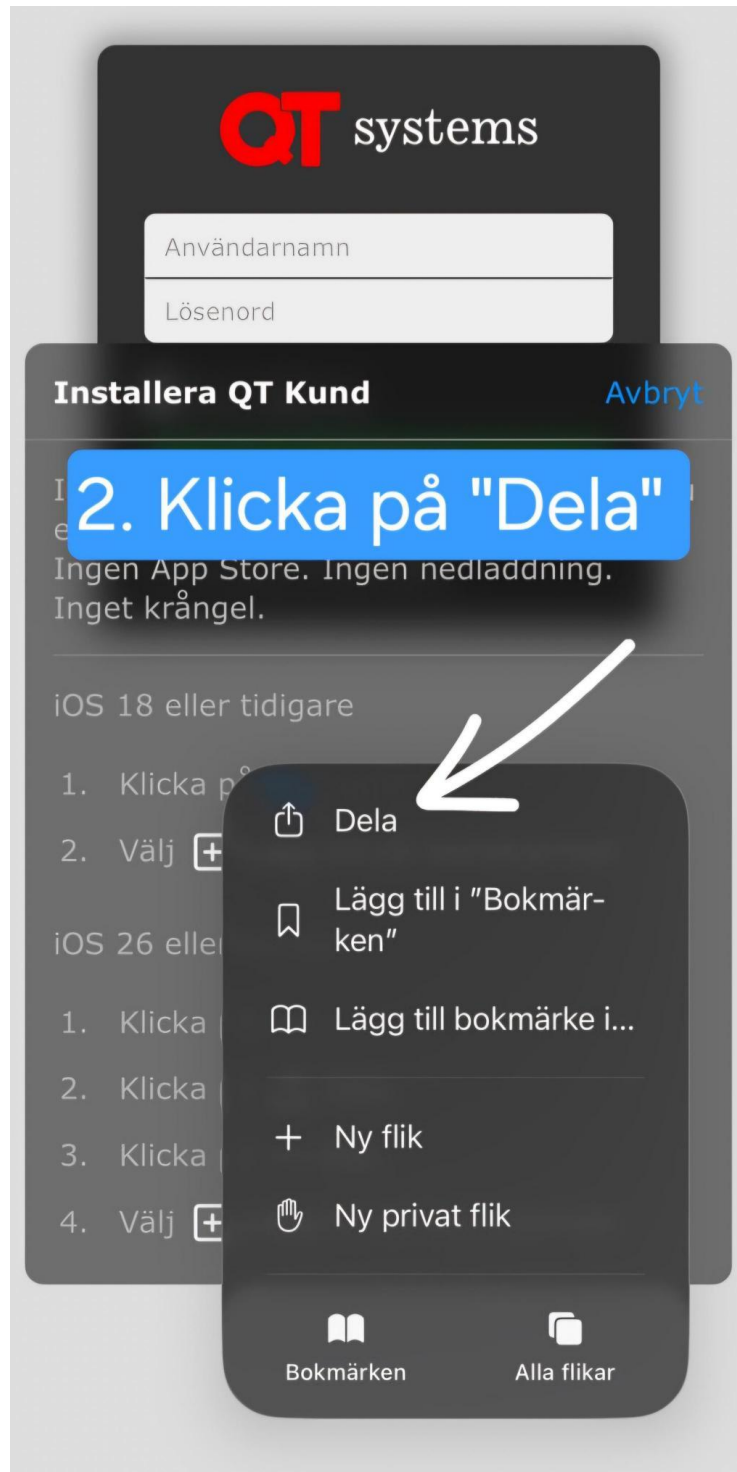 QT systems
Användarnamn
Lösenord
Installera QT Kund
Avbryt
2. Klicka på "Dela"
Ingen App Store. Ingen nedladdning.
Inget krångel.
iOS 18 eller tidigare
1. Klicka på
2. Välj
iOS 26 eller
1. Klicka
2. Klicka
3. Klicka
4. Välj
Dela
Lägg till i "Bokmär-
ken"
Lägg till bokmärke i...
Ny flik
Ny privat flik
Bokmärken
Alla flikar